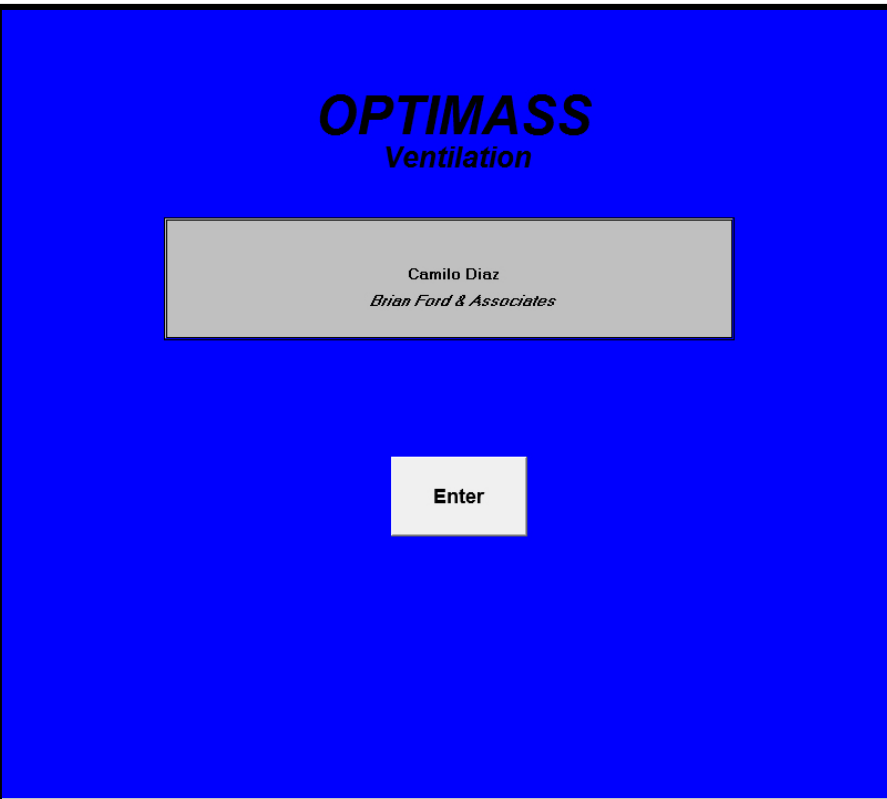 OPTIMASS
Ventilation
Camilo Diaz
Brian Ford & Associates
Enter